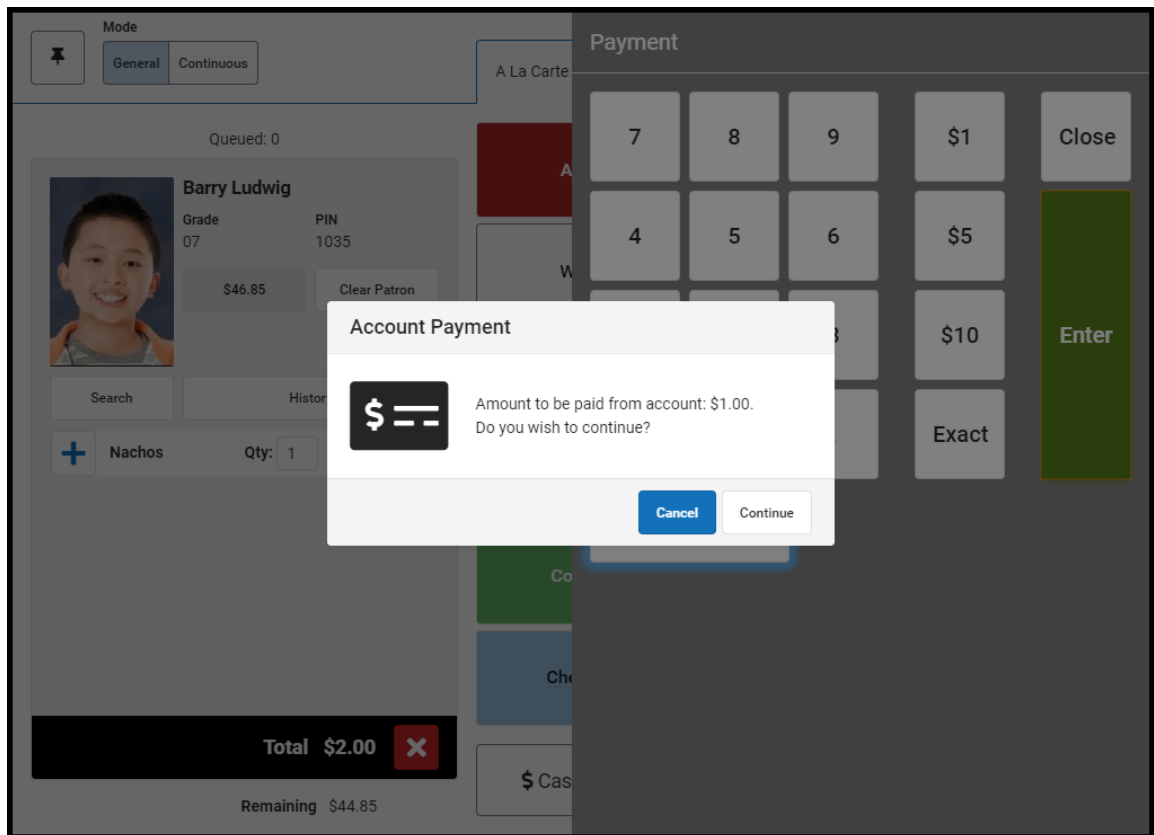 Mode
General Continuous
Queued: 0
Barry Ludwig
Grade PIN
07 1035
$46.85 Clear Patron
Search
Nachos Qty: 1
Total $2.00
Remaining $44.85
A La Carte
$
Payment
7 8 9 $1 Close
4 5 6 $5
$10 Enter
Exact
Account Payment
$
Amount to be paid from account: $1.00.
Do you wish to continue?
Cancel Continue